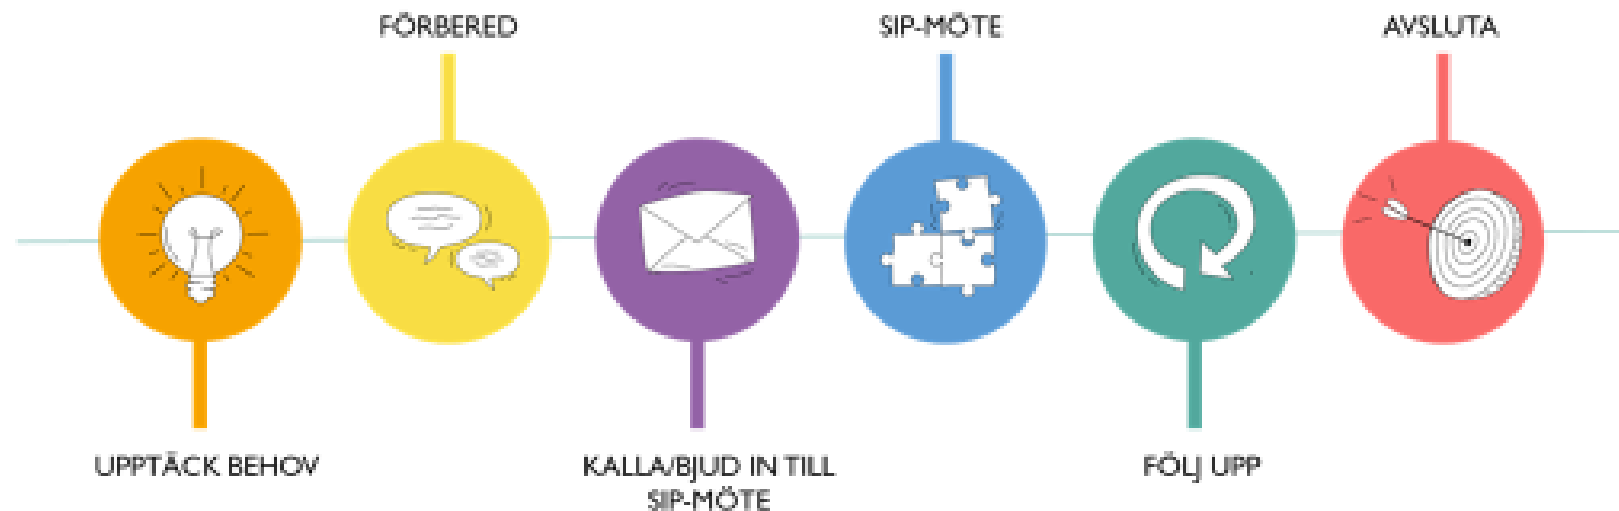 FÖRBERED
SIP-MÖTE
AVSLUTA
UPPTÄCK BEHOV
KALLA/BJUD IN TILL
SIP-MÖTE
FÖLJ UPP